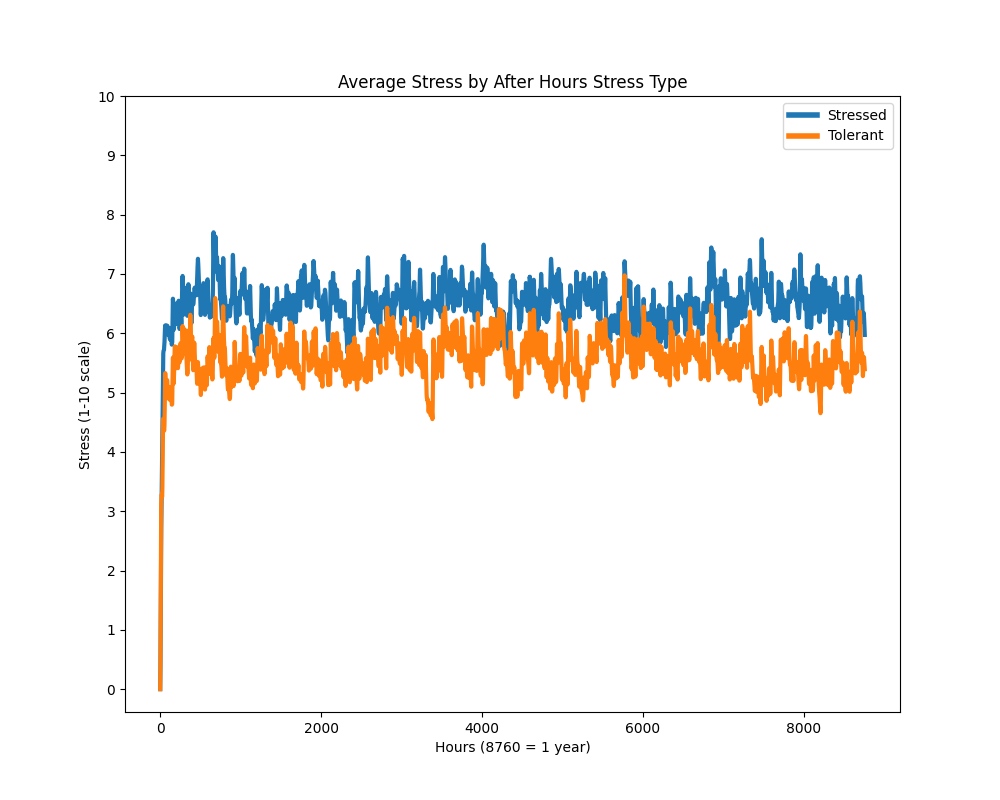 Average Stress by After Hours Stress Type
Stressed
Tolerant
10
9
8
7
6
5
4
3
2
1
0
Stress (1-10 scale)
0 2000 4000 6000 8000
Hours (8760 = 1 year)